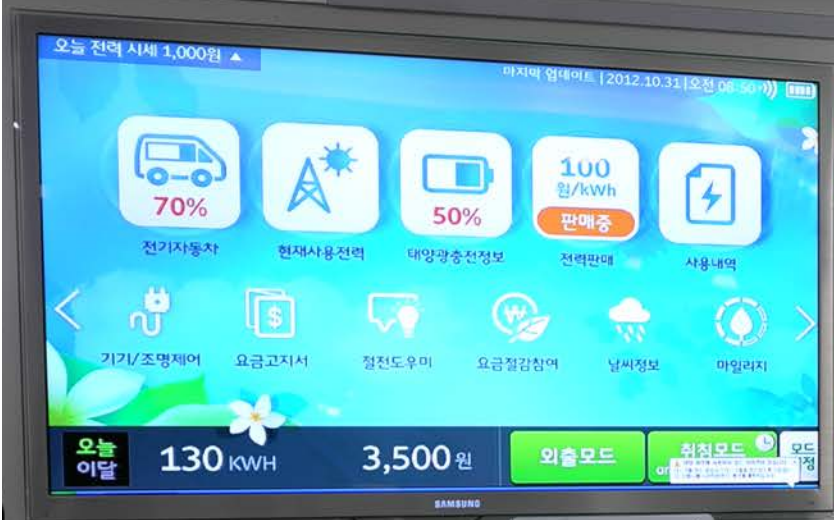 오늘 전력 시세 1,000원 ▲
마지막 업데이트 | 2012.10.31 | 오전 08:50
70%
50%
100
원/kWh
판매중
전기자동차
현재사용전력
태양광충전정보
전력판매
사용내역
$
₩
기기/조명제어
요금고지서
절전도우미
요금절감참여
날씨정보
마일리지
오늘
이달
130 KWH
3,500 원
외출모드
취침모드
모드
SAMSUNG